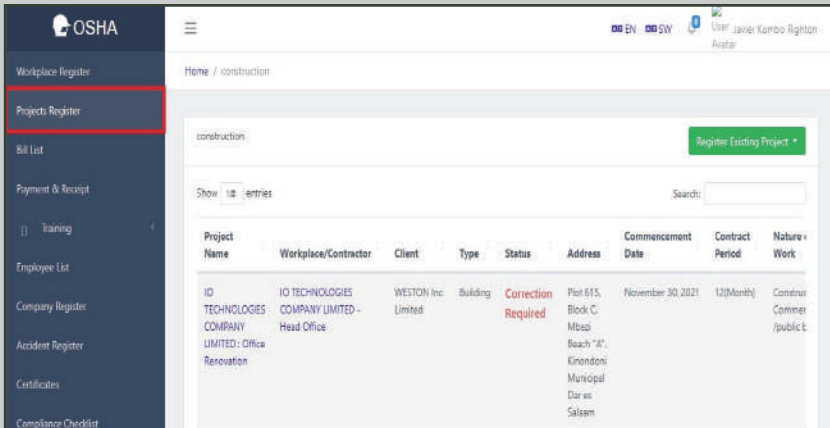 OSHA
EN SW
User Javier Kombo Righton
Avatar
Workplace Register
Projects Register
Bill List
Payment & Receipt
Training
Employee List
Company Register
Accident Register
Certificates
Compliance Checklist
Home / construction
construction
Register Existing Project
Show 10 entries
Search:
Project Name
Workplace/Contractor
Client
Type
Status
Address
Commencement Date
Contract Period
Nature
Work
IO
TECHNOLOGIES
COMPANY
LIMITED : Office
Renovation
IO TECHNOLOGIES
COMPANY LIMITED -
Head Office
WESTON Inc
Limited
Building
Correction
Required
Plot 615,
Block C,
Mbezi
Beach "A",
Kinondoni
Municipal
Dar es
Salaam
November 30, 2021
12(Month)
Construc
Commer
/public b